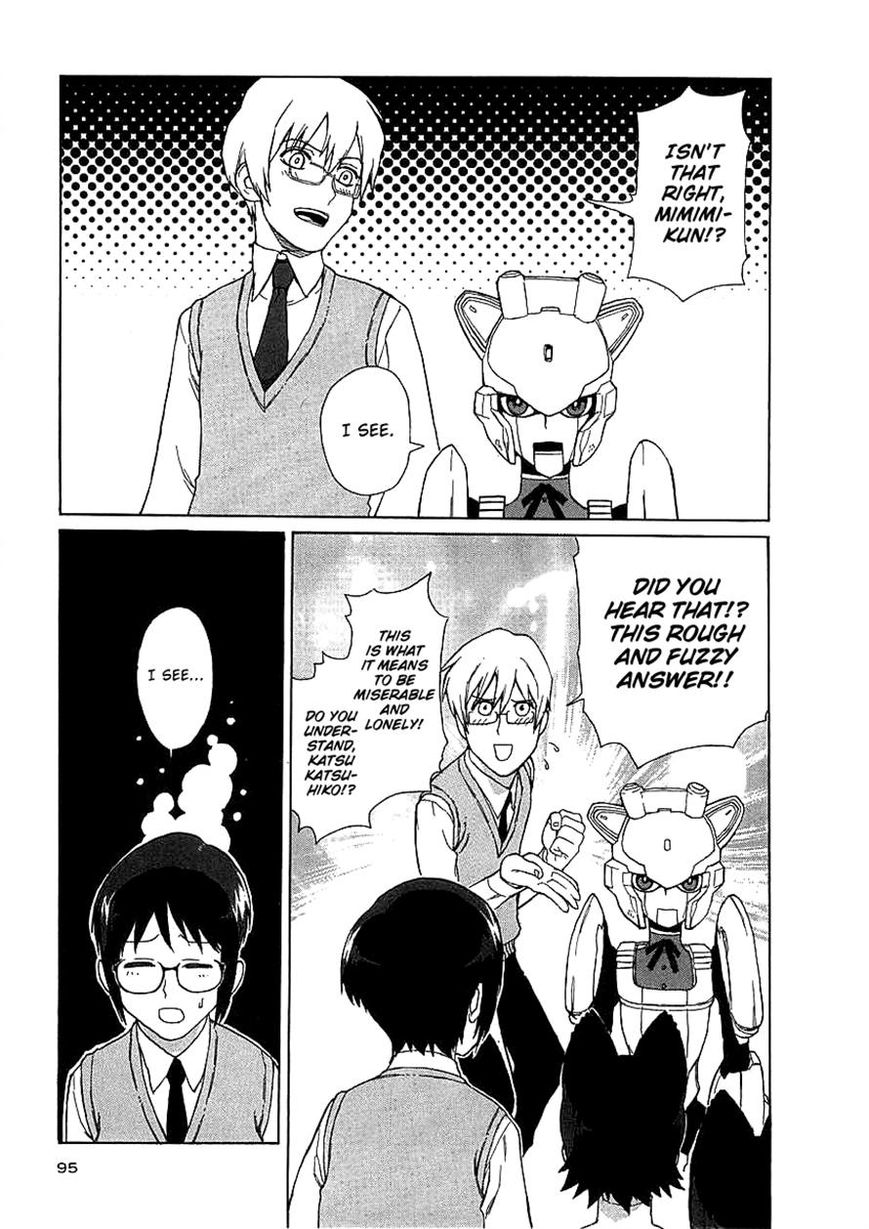 ISN'T
THAT
RIGHT,
MIMIMI-
KUN!?
I SEE.
DID YOU
HEAR THAT!?
THIS ROUGH
AND FUZZY
ANSWER!!
THIS
IS WHAT
IT MEANS
TO BE
MISERABLE
AND
LONELY!
DO YOU
UNDER-
STAND,
KATSU
KATSU-
HIKO!?
I SEE...
95